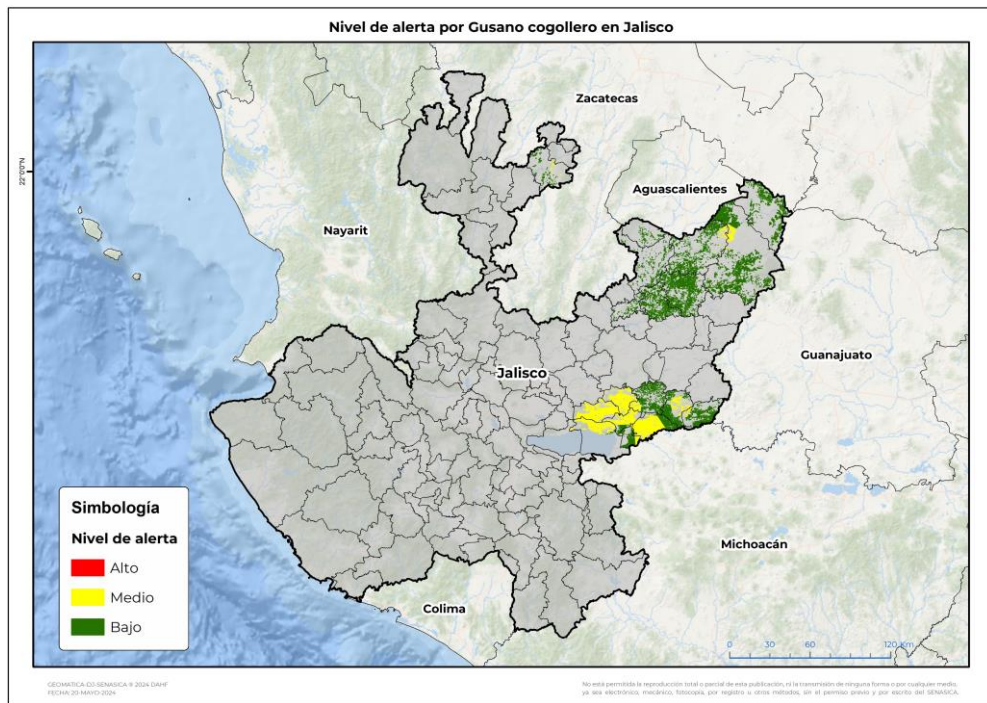 Nivel de alerta por Gusano cogollero en Jalisco
Zacatecas
22°0'0"N
Aguascalientes
Nayarit
Guanajuato
Jalisco
Simbología
Nivel de alerta
Alto
Medio
Bajo
Michoacán
Colima
0 30 60 120 Km
GEOMATICA-CG-SENASICA © 2024 DAHF
FECHA: 20-MAYO-2024
No está permitida la reproducción total o parcial de esta publicación, ni la transmisión de ninguna forma o por cualquier medio,
ya sea electrónico, mecánico, fotocopia, por registro u otros métodos, sin el permiso previo y por escrito del SENASICA.